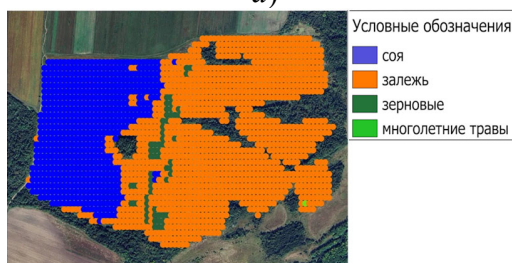 а)
Условные обозначения
соя
залежь
зерновые
многолетние травы